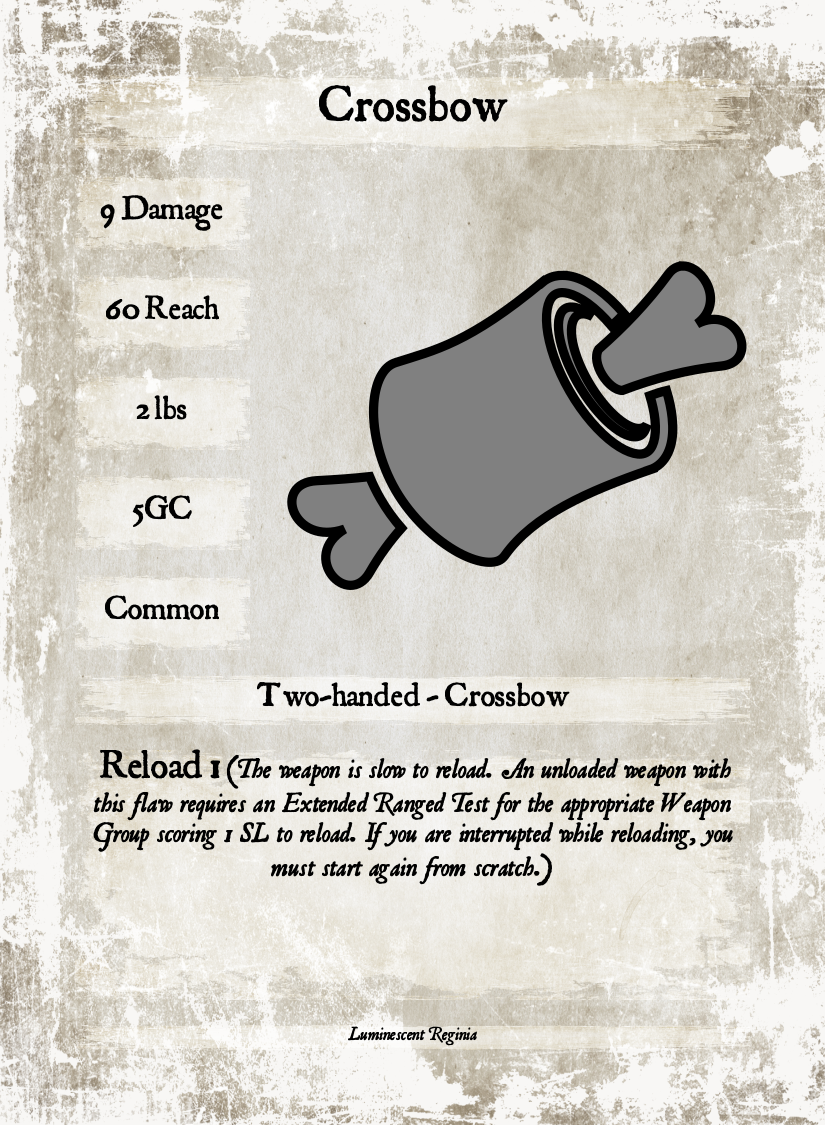 Crossbow
9 Damage
60 Reach
2 lbs
5GC
Common
Two-handed - Crossbow
Reload 1 (The weapon is slow to reload. An unloaded weapon with
this flaw requires an Extended Ranged Test for the appropriate Weapon
Group scoring 1 SL to reload. If you are interrupted while reloading, you
must start again from scratch.)
Luminescent Reginia